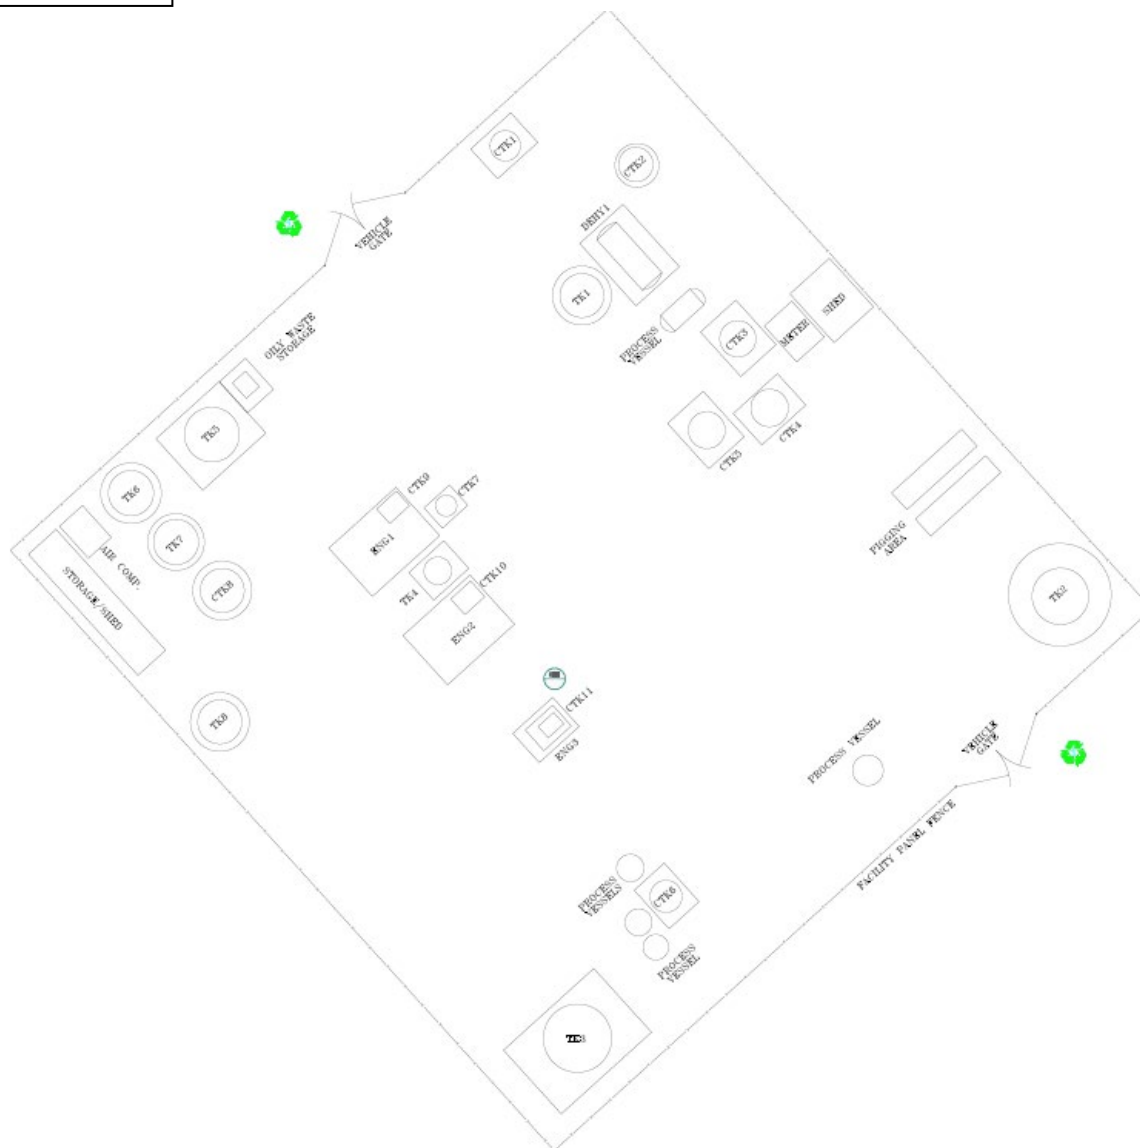 CTK1
CTK2
VEHICLE
GATE
DEHY1
TK1
SHED
METER
PROCESS
VESSEL
CTK3
OILY WASTE
STORAGE
CTK4
CTK5
TK5
TK6
CTK9
CTK7
ENG1
TK7
PIGGING
AREA
AIR COMP.
TK4
CTK10
CTK8
STORAGE/SHED
TK2
ENG2
CTK11
TK8
ENG3
PROCESS VESSEL
VEHICLE
GATE
FACILITY PANEL FENCE
PROCESS
VESSELS
CTK6
PROCESS
VESSEL